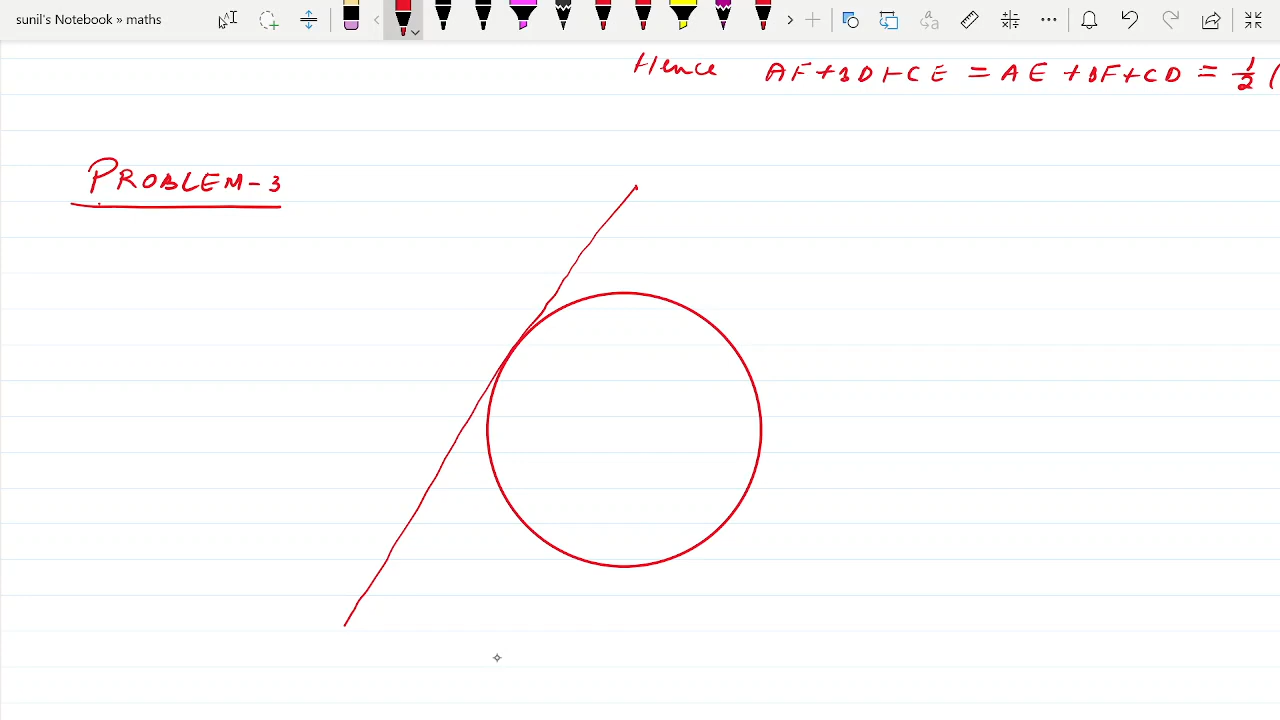 sunil's Notebook » maths
Hence AF+BD+CE = AE+BF+CD = 1/2 (
PROBLEM-3